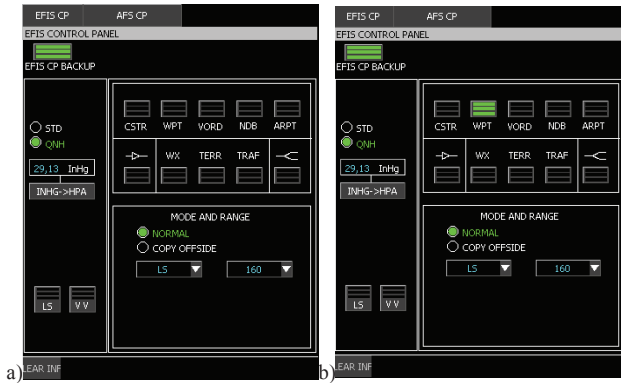 EFIS CP AFS CP
EFIS CONTROL PANEL
EFIS CP BACKUP
STD
QNH
29,13 InHg
INHG->HPA
CSTR WPT VORD NDB ARPT
WX TERR TRAF
MODE AND RANGE
NORMAL
COPY OFFSIDE
LS 160
LS V V
a) LEAR INF
EFIS CP AFS CP
EFIS CONTROL PANEL
EFIS CP BACKUP
STD
QNH
29,13 InHg
INHG->HPA
CSTR WPT VORD NDB ARPT
WX TERR TRAF
MODE AND RANGE
NORMAL
COPY OFFSIDE
LS 160
LS V V
b) LEAR INF